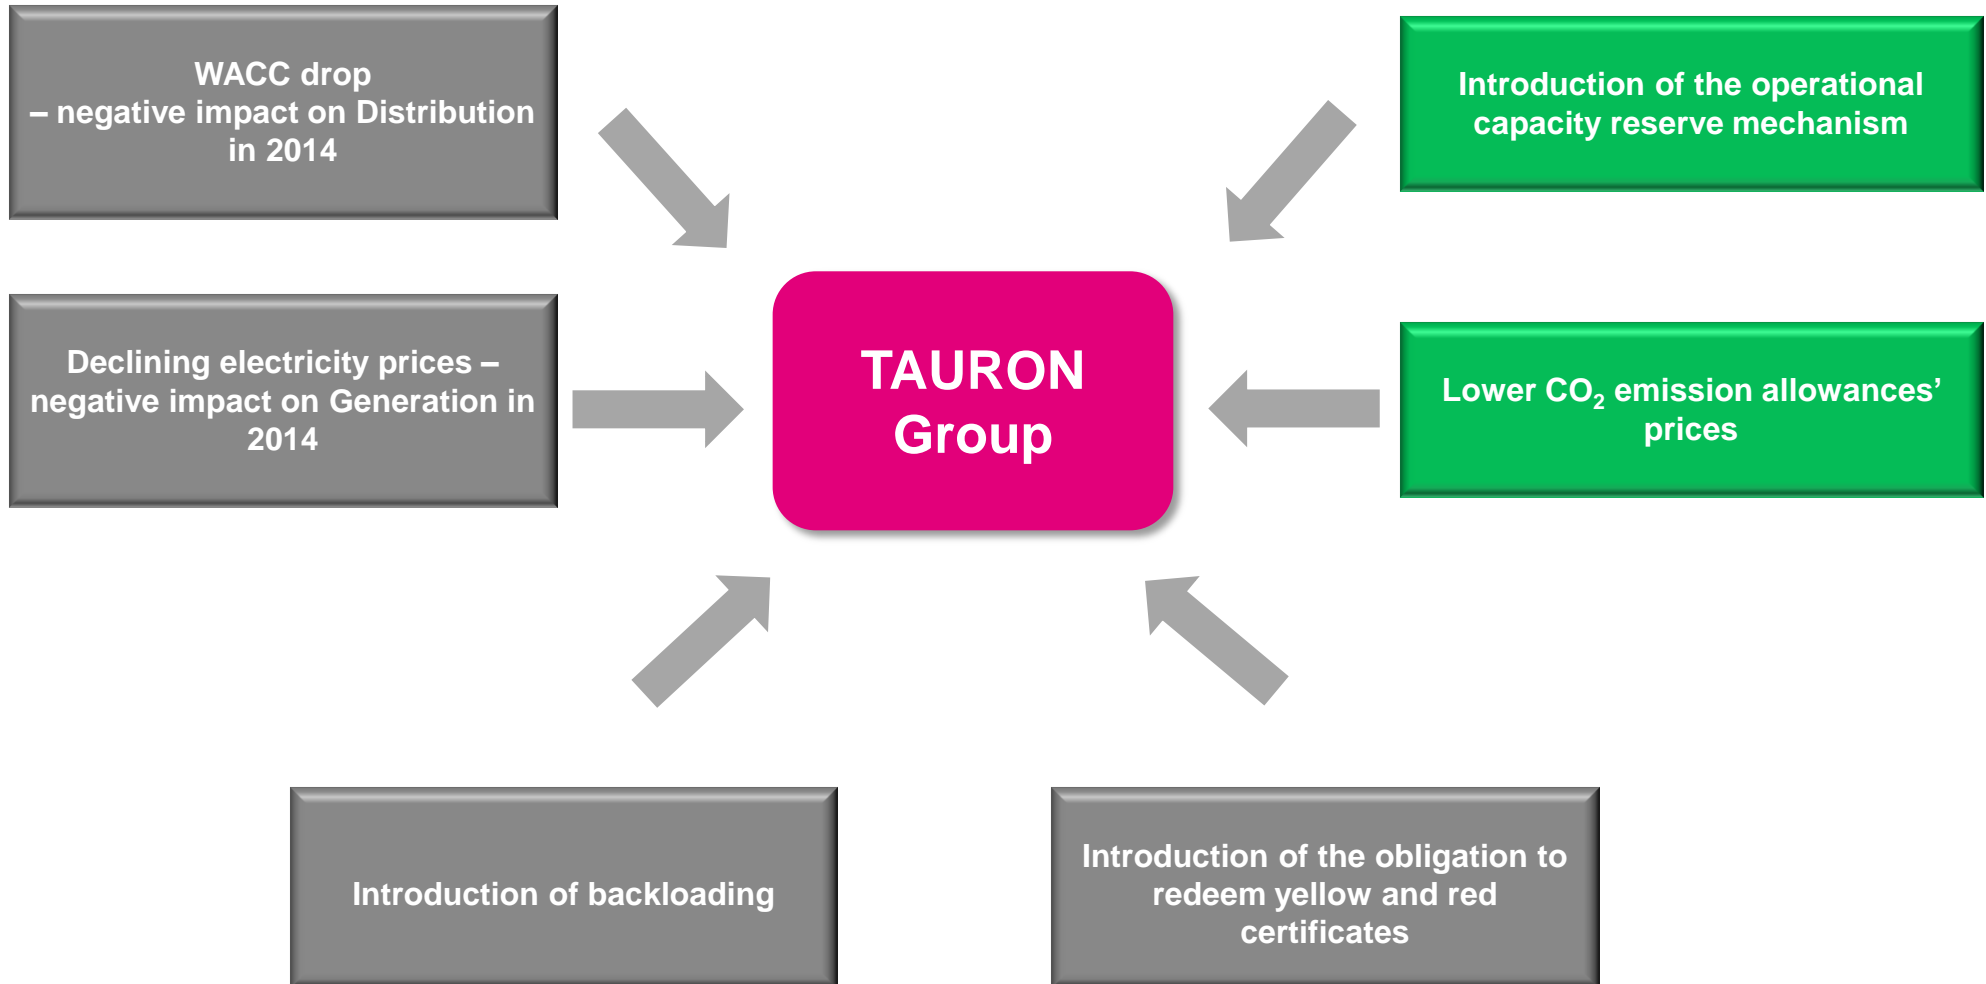 WACC drop
– negative impact on Distribution
in 2014
Introduction of the operational
capacity reserve mechanism
Declining electricity prices –
negative impact on Generation in
2014
TAURON
Group
Lower CO₂ emission allowances’
prices
Introduction of backloading
Introduction of the obligation to
redeem yellow and red
certificates